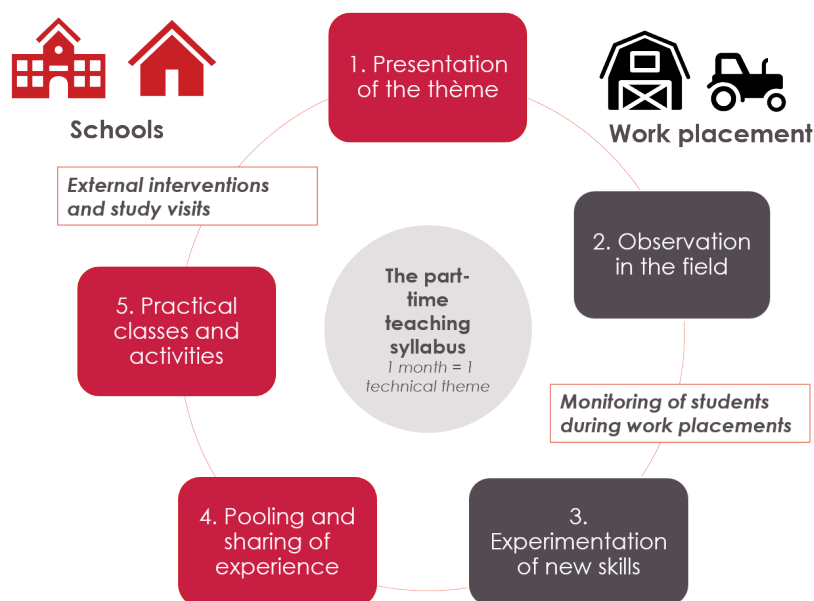 1. Presentation
of the thème
Schools
Work placement
External interventions
and study visits
2. Observation
in the field
The part-
time
teaching
syllabus
1 month = 1
technical theme
5. Practical
classes and
activities
Monitoring of students
during work placements
4. Pooling and
sharing of
experience
3.
Experimentation
of new skills